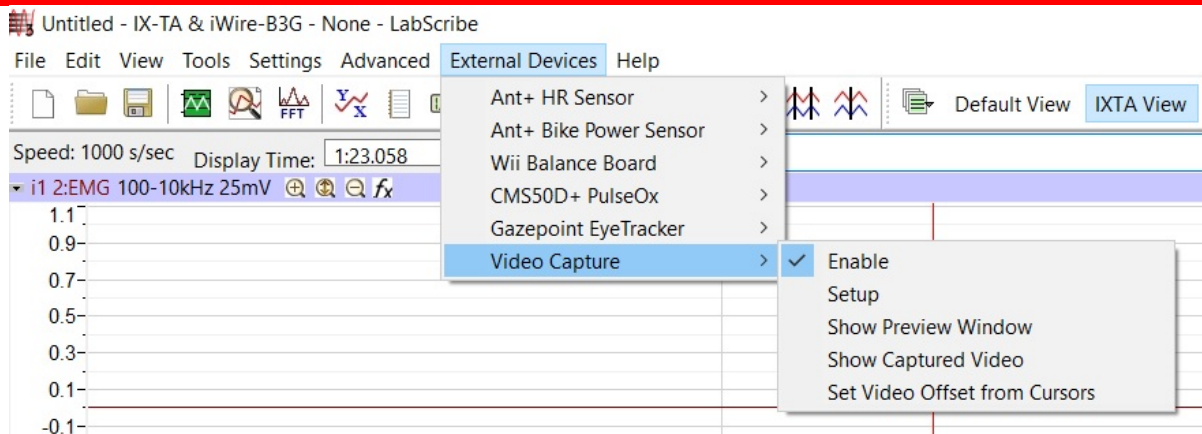 Untitled - IX-TA & iWire-B3G - None - LabScribe
File Edit View Tools Settings Advanced External Devices Help
FFT Y X Default View IXTA View
Speed: 1000 s/sec Display Time: 1:23.058
i1 2:EMG 100-10kHz 25mV fx
Ant+ HR Sensor
Ant+ Bike Power Sensor
Wii Balance Board
CMS50D+ PulseOx
Gazepoint EyeTracker
Video Capture
Enable
Setup
Show Preview Window
Show Captured Video
Set Video Offset from Cursors
1.1
0.9
0.7
0.5
0.3
0.1
-0.1